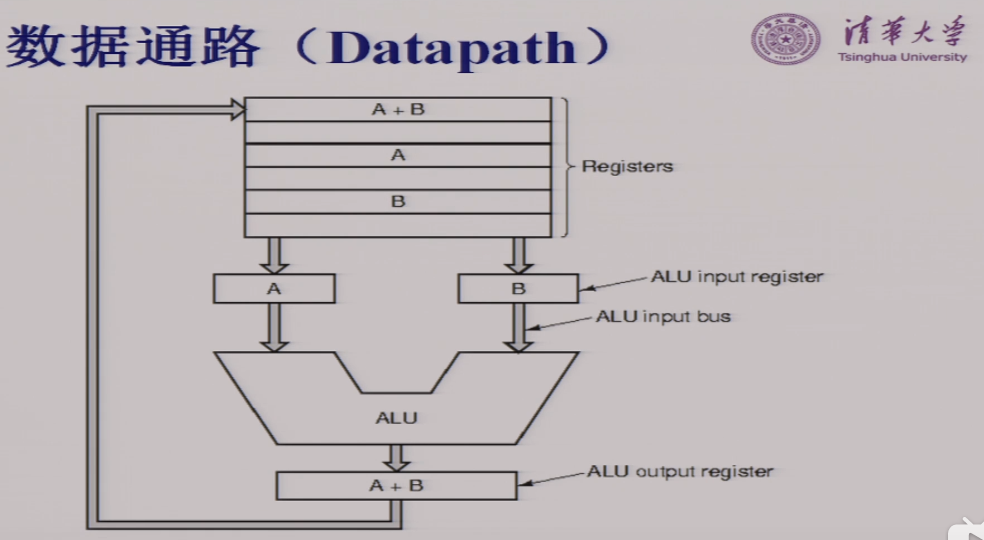 数据通路（Datapath）
清华大学
Tsinghua University
A + B
A
B
Registers
A
B
ALU input register
ALU input bus
ALU
A + B
ALU output register